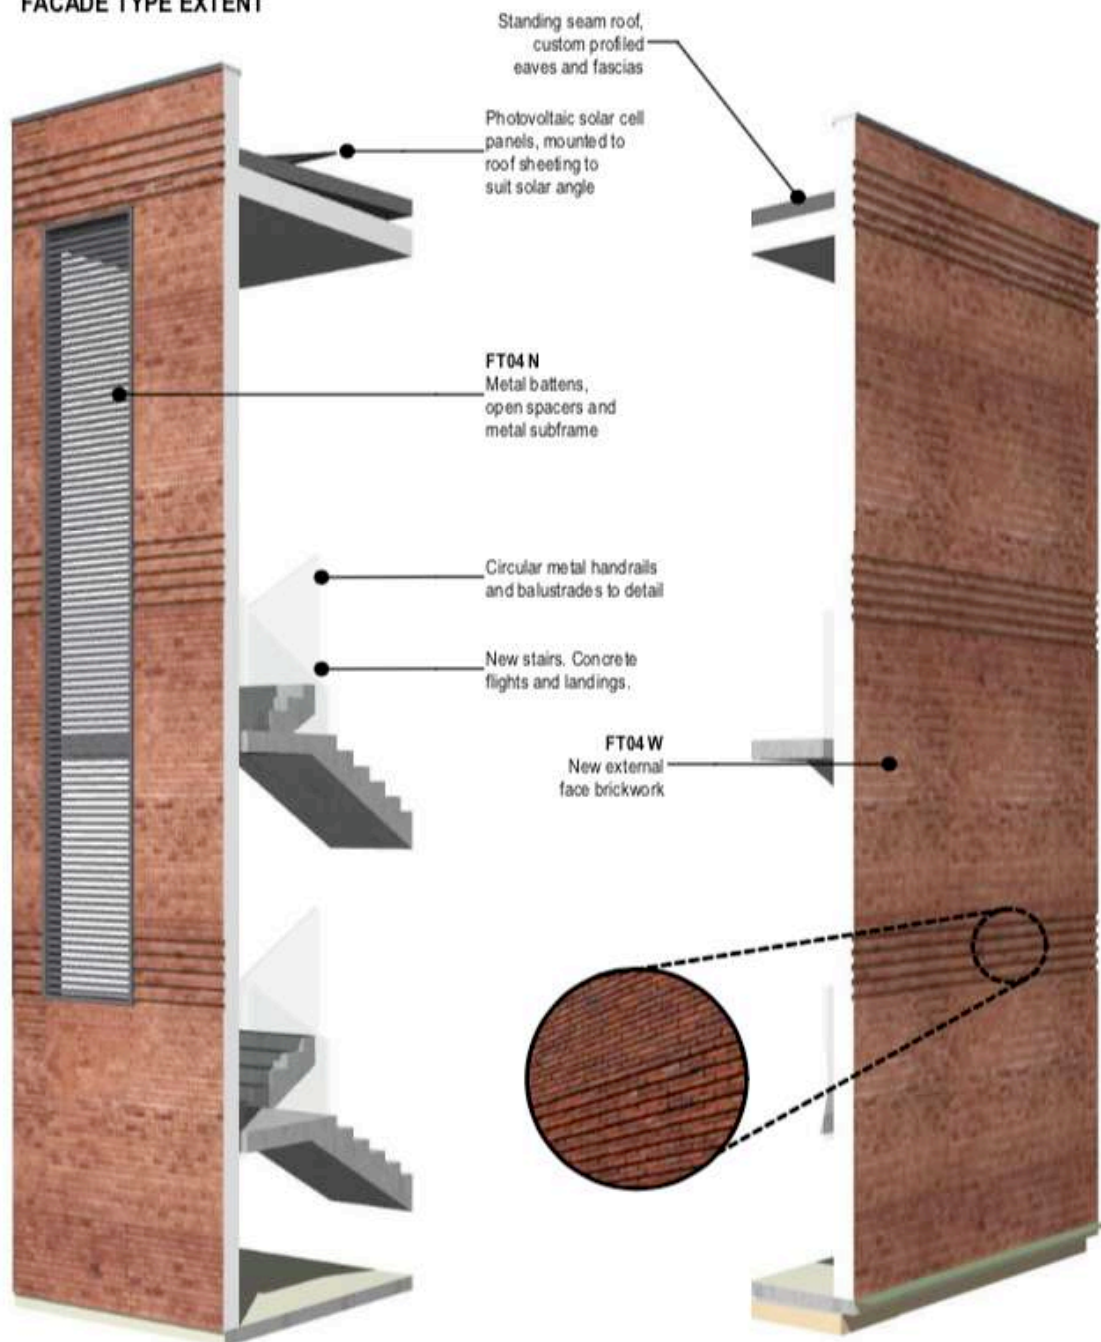 FACADE TYPE EXTENT
Standing seam roof,
custom profiled
eaves and fascias
Photovoltaic solar cell
panels, mounted to
roof sheeting to
suit solar angle
FT04 N
Metal battens,
open spacers and
metal subframe
Circular metal handrails
and balustrades to detail
New stairs. Concrete
flights and landings.
FT04 W
New external
face brickwork